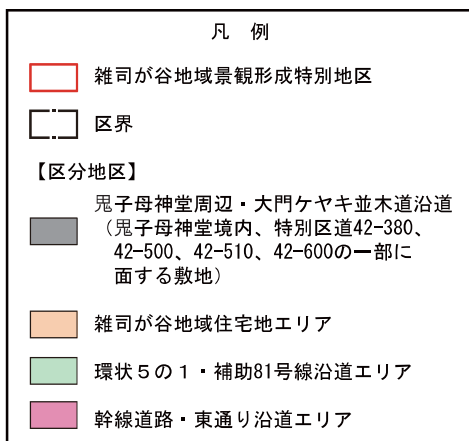 凡 例
雑司が谷地域景観形成特別地区
区界
【区分地区】
鬼子母神堂周辺・大門ケヤキ並木道沿道
（鬼子母神堂境内、特別区道42-380、
42-500、42-510、42-600の一部に
面する敷地）
雑司が谷地域住宅地エリア
環状５の１・補助81号線沿道エリア
幹線道路・東通り沿道エリア